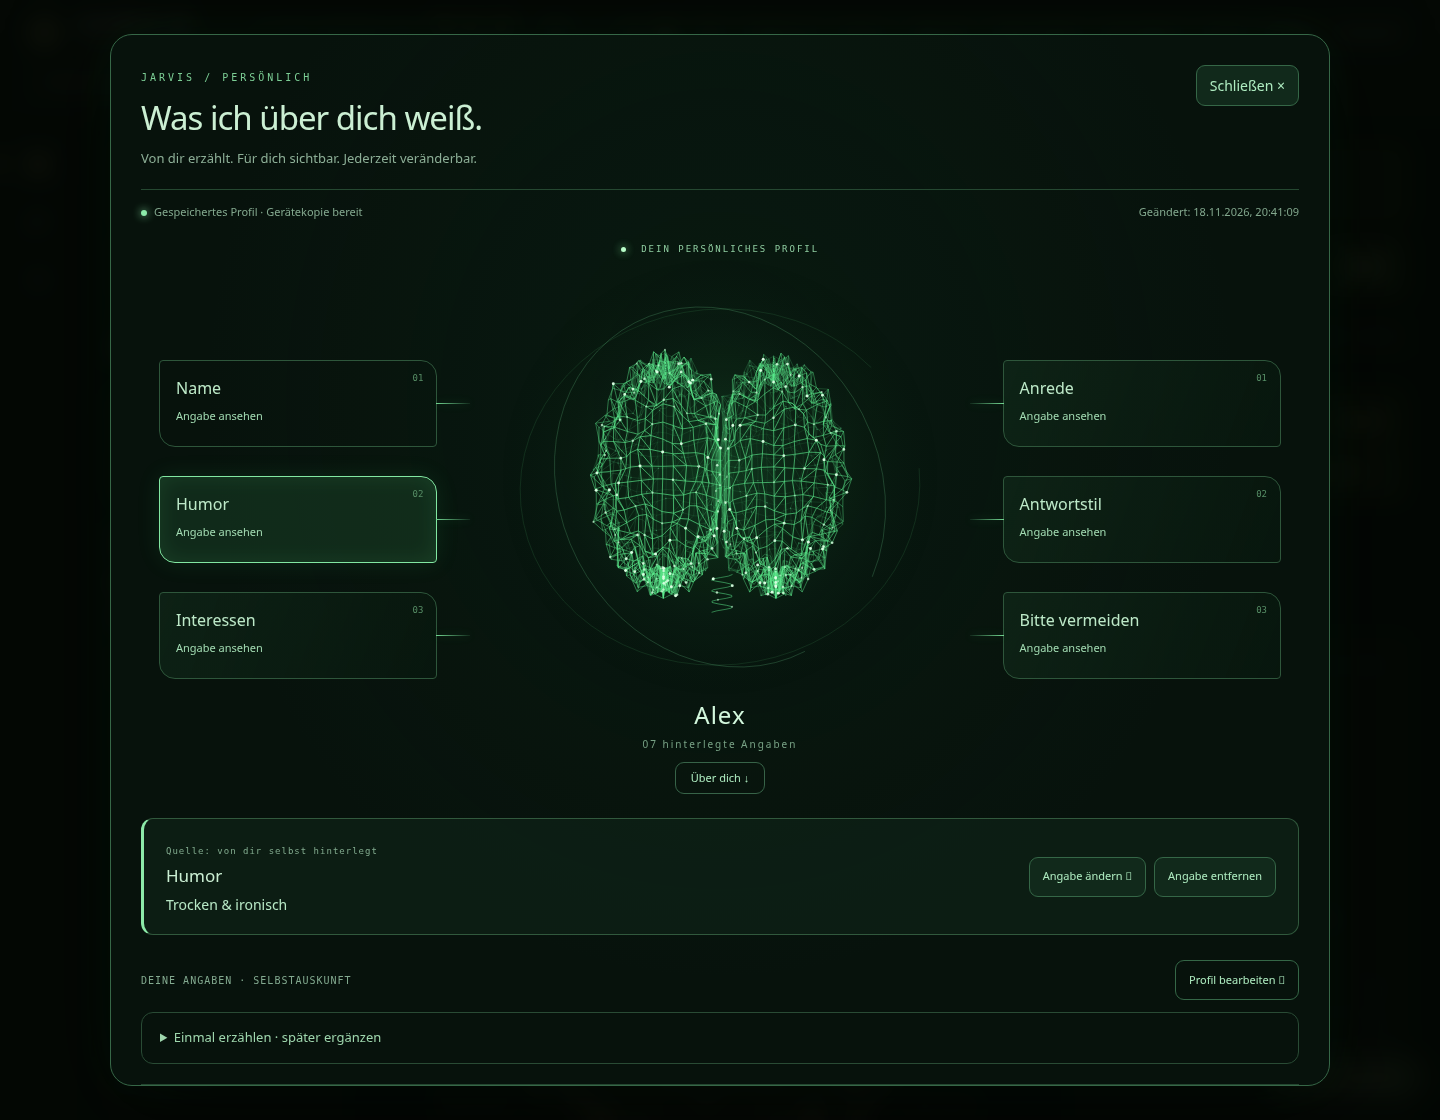 JARVIS / PERSÖNLICH
Schließen ×
Was ich über dich weiß.
Von dir erzählt. Für dich sichtbar. Jederzeit veränderbar.
Gespeichertes Profil · Gerätekopie bereit
Geändert: 18.11.2026, 20:41:09
DEIN PERSÖNLICHES PROFIL
01
Name
Angabe ansehen
02
Humor
Angabe ansehen
03
Interessen
Angabe ansehen
01
Anrede
Angabe ansehen
02
Antwortstil
Angabe ansehen
03
Bitte vermeiden
Angabe ansehen
Alex
07 hinterlegte Angaben
Über dich ↓
Quelle: von dir selbst hinterlegt
Humor
Trocken & ironisch
Angabe ändern
Angabe entfernen
DEINE ANGABEN · SELBSTAUSKUNFT
Profil bearbeiten
▶ Einmal erzählen · später ergänzen